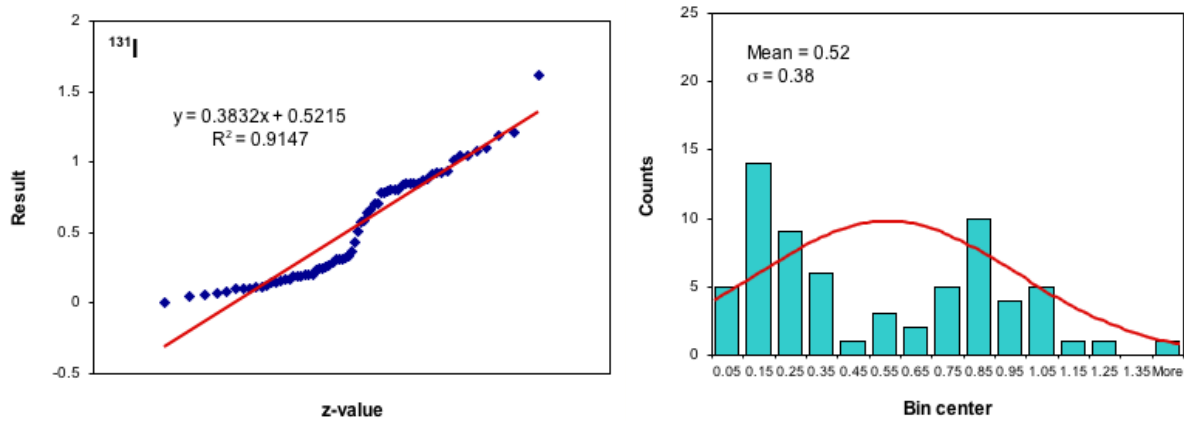 2
1.5
1
0.5
0
-0.5
Result
¹³¹I
y = 0.3832x + 0.5215
R² = 0.9147
z-value
25
20
15
10
5
0
Counts
Mean = 0.52
σ = 0.38
0.05 0.15 0.25 0.35 0.45 0.55 0.65 0.75 0.85 0.95 1.05 1.15 1.25 1.35 More
Bin center